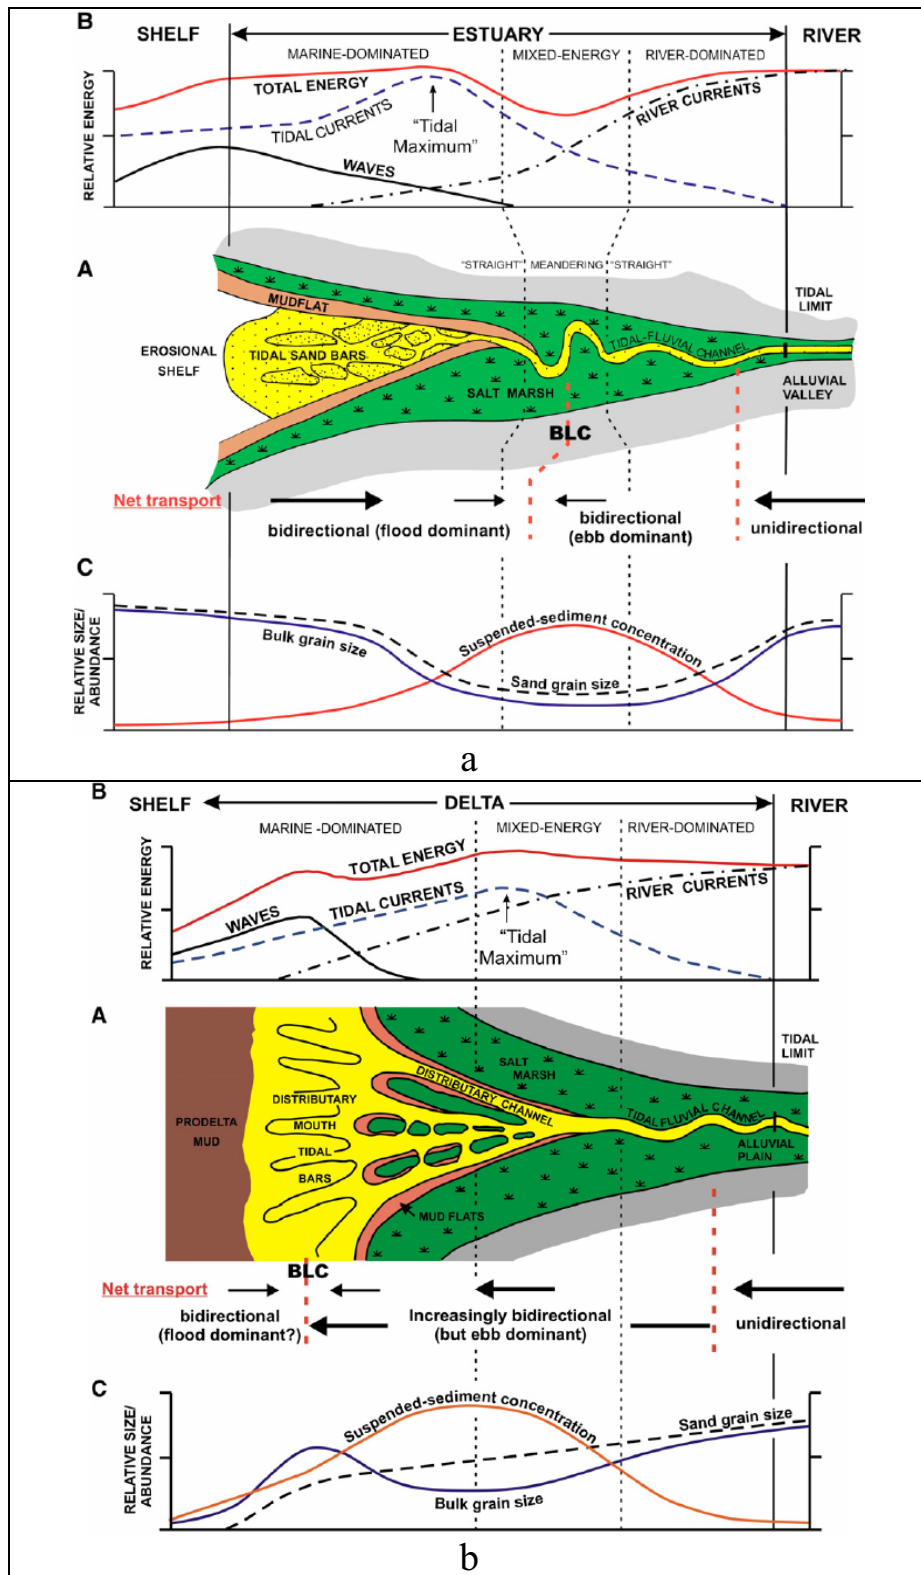 B
SHELF
ESTUARY
RIVER
MARINE-DOMINATED
MIXED-ENERGY
RIVER-DOMINATED
RELATIVE ENERGY
TOTAL ENERGY
TIDAL CURRENTS
"Tidal
Maximum"
RIVER CURRENTS
WAVES
A
"STRAIGHT"
MEANDERING
"STRAIGHT"
TIDAL
LIMIT
MUDFLAT
EROSIONAL
SHELF
TIDAL SAND BARS
TIDAL-FLUVIAL CHANNEL
SALT MARSH
ALLUVIAL
VALLEY
BLC
Net transport
bidirectional (flood dominant)
bidirectional
(ebb dominant)
unidirectional
C
RELATIVE SIZE/
ABUNDANCE
Bulk grain size
Suspended-sediment concentration
Sand grain size
a
B
SHELF
DELTA
RIVER
MARINE -DOMINATED
MIXED-ENERGY
RIVER-DOMINATED
RELATIVE ENERGY
TOTAL ENERGY
WAVES
TIDAL CURRENTS
RIVER CURRENTS
"Tidal
Maximum"
A
TIDAL
LIMIT
SALT
MARSH
DISTRIBUTARY CHANNEL
DISTRIBUTARY
MOUTH
TIDAL
BARS
PRODELTA
MUD
TIDAL FLUVIAL CHANNEL
ALLUVIAL
PLAIN
MUD FLATS
BLC
Net transport
bidirectional
(flood dominant?)
Increasingly bidirectional
(but ebb dominant)
unidirectional
C
RELATIVE SIZE/
ABUNDANCE
Suspended-sediment concentration
Sand grain size
Bulk grain size
b